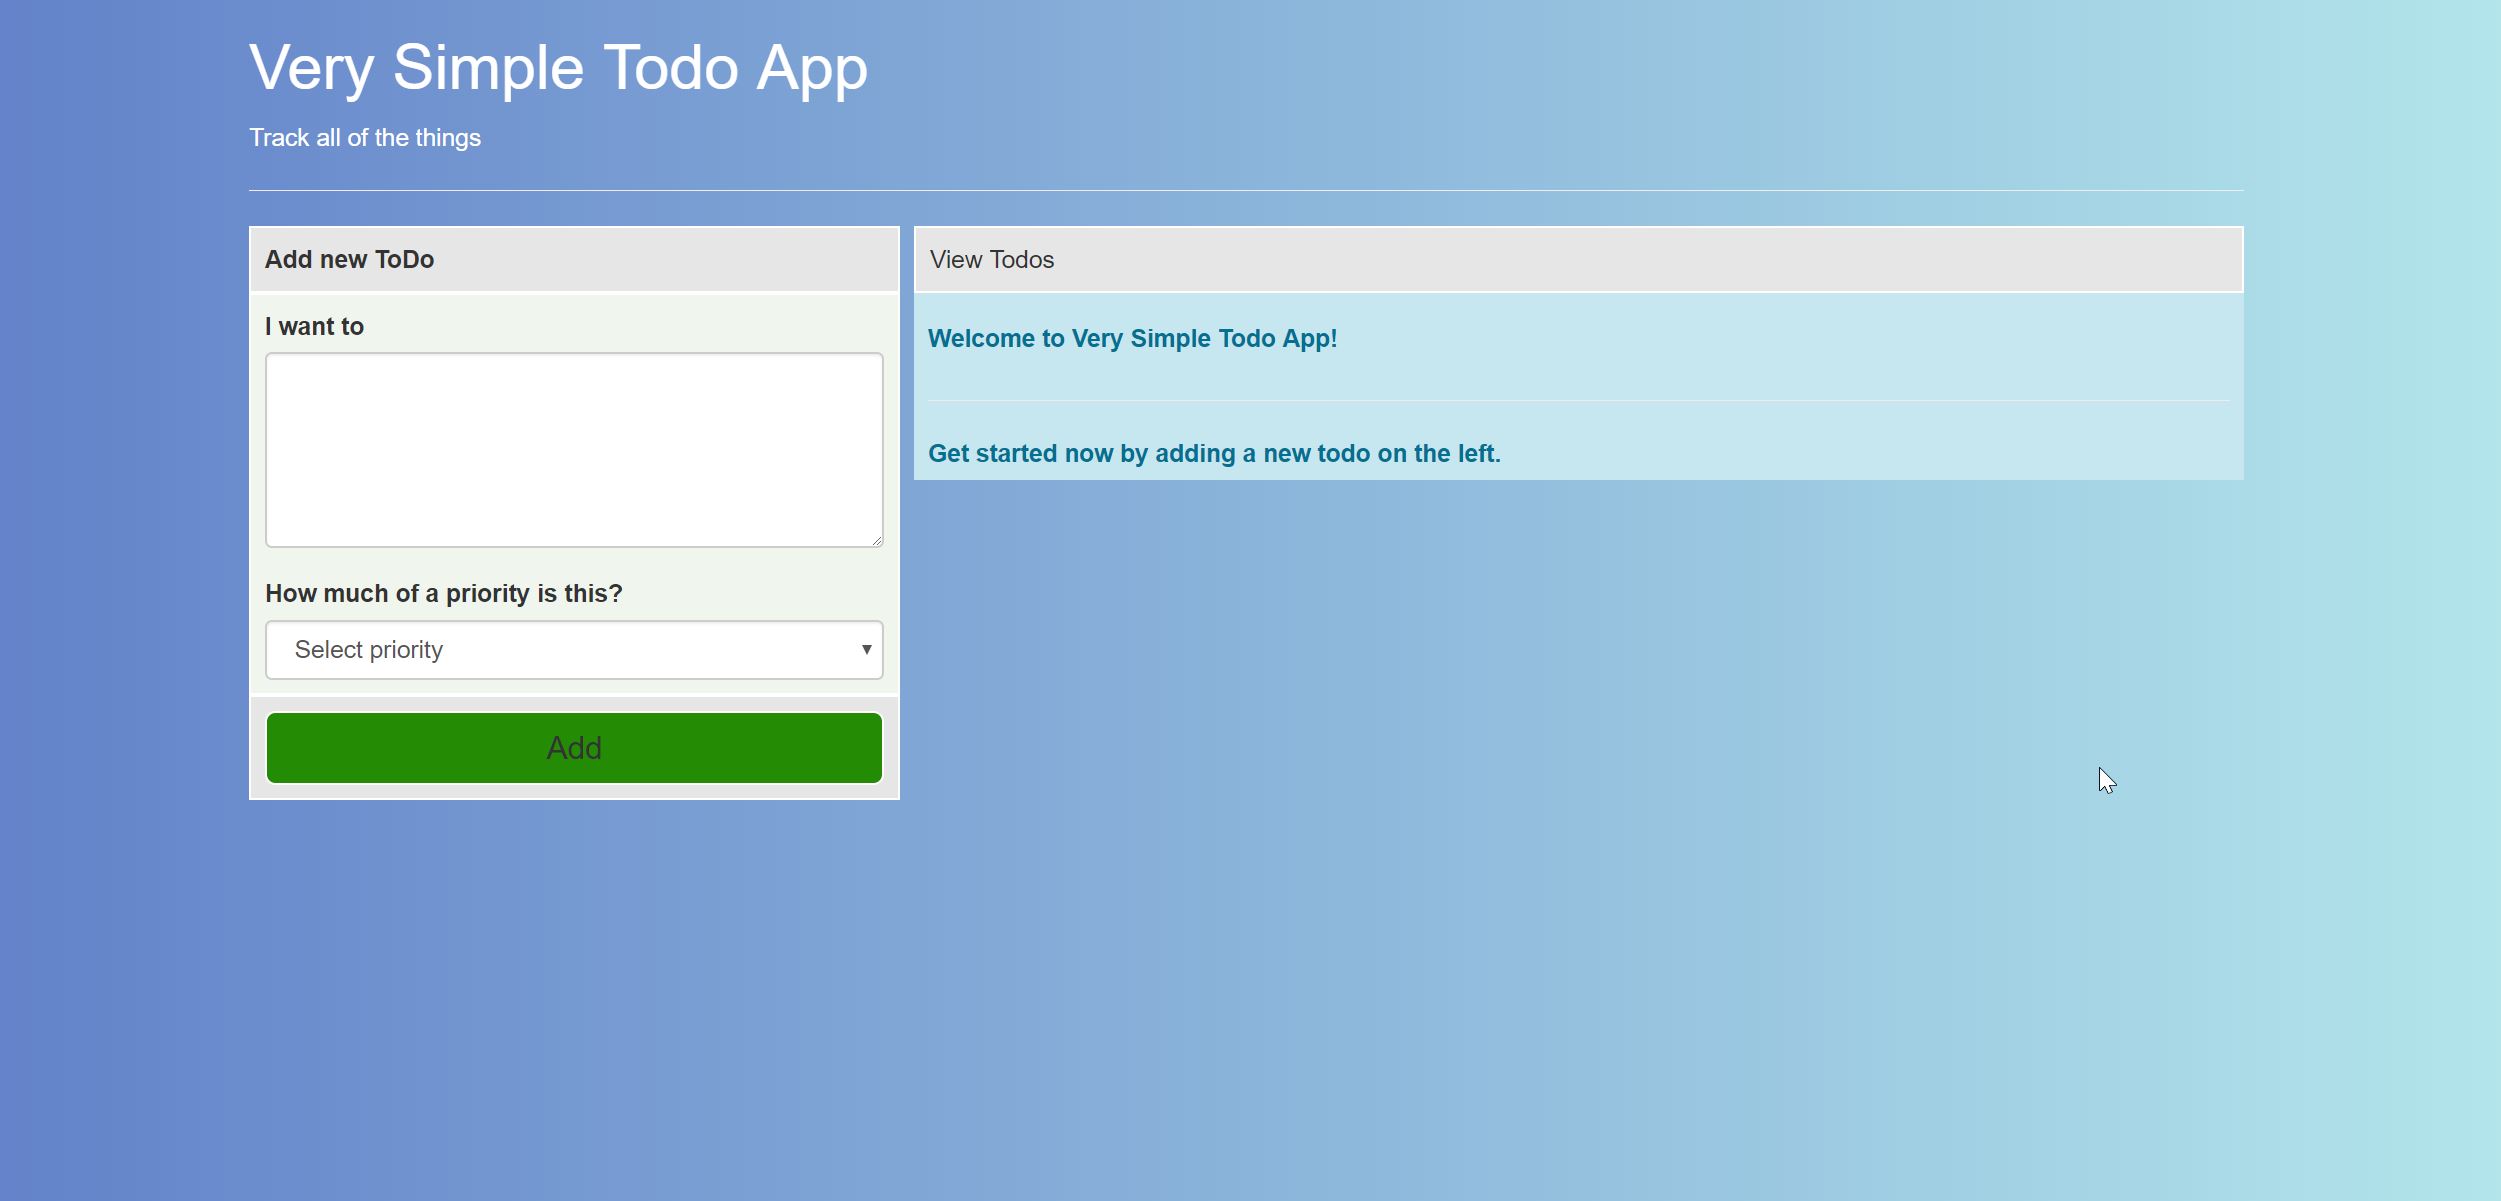 Very Simple Todo App
Track all of the things
Add new ToDo
I want to
How much of a priority is this?
Select priority
Add
View Todos
Welcome to Very Simple Todo App!
Get started now by adding a new todo on the left.